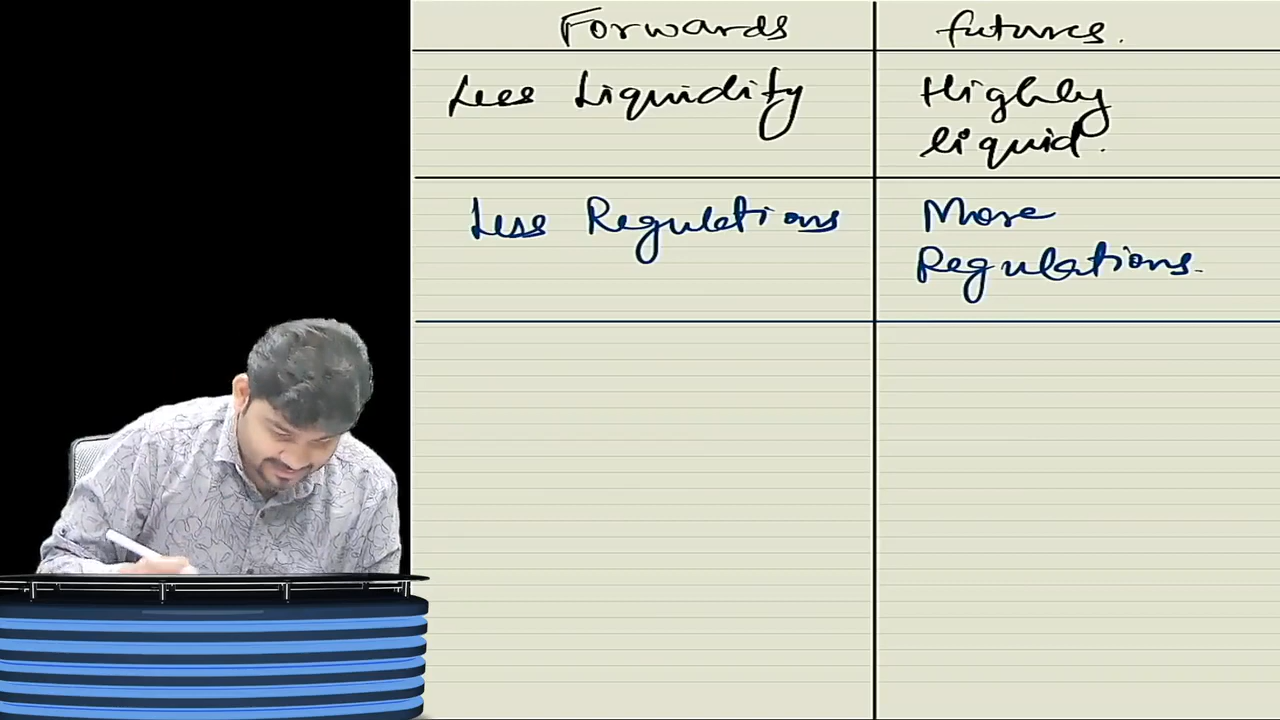 Forwards
futures.
Less Liquidity
Highly
liquid.
Less Regulations
More
Regulations.